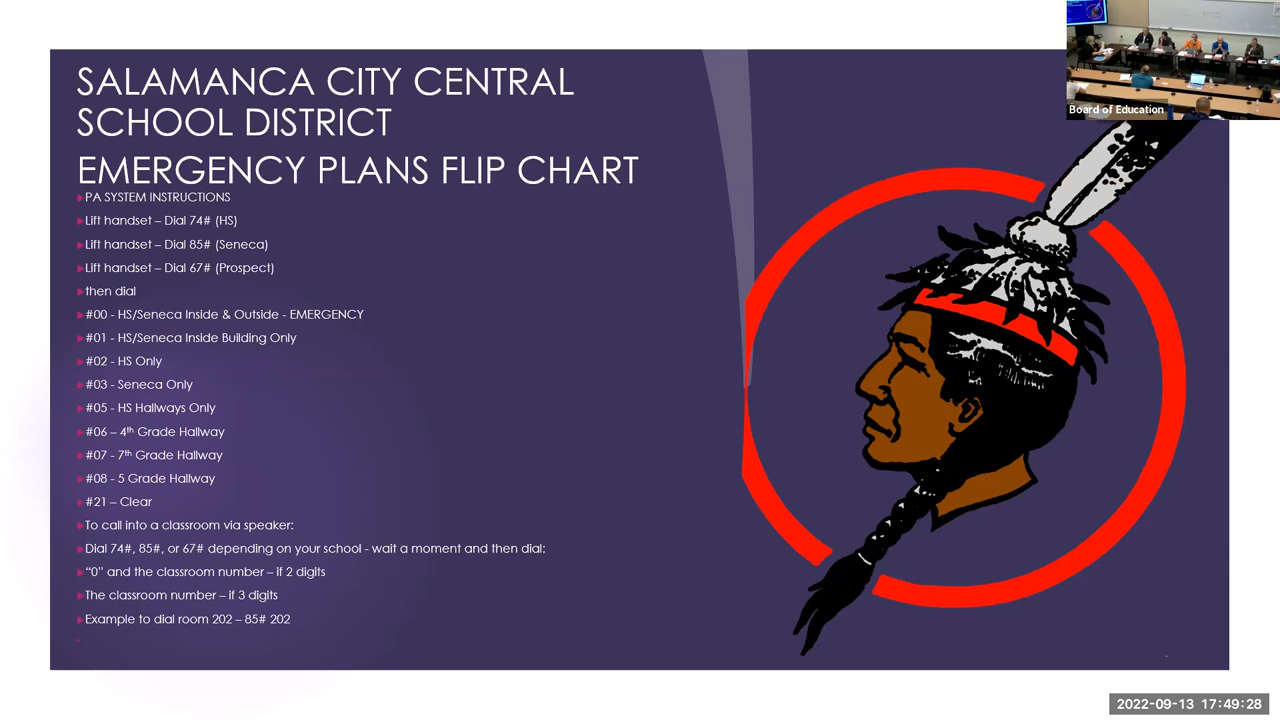 SALAMANCA CITY CENTRAL
SCHOOL DISTRICT
EMERGENCY PLANS FLIP CHART
PA SYSTEM INSTRUCTIONS
Lift handset – Dial 74# (HS)
Lift handset – Dial 85# (Seneca)
Lift handset – Dial 67# (Prospect)
then dial
#00 - HS/Seneca Inside & Outside - EMERGENCY
#01 - HS/Seneca Inside Building Only
#02 - HS Only
#03 - Seneca Only
#05 - HS Hallways Only
#06 – 4th Grade Hallway
#07 - 7th Grade Hallway
#08 - 5 Grade Hallway
#21 – Clear
To call into a classroom via speaker:
Dial 74#, 85#, or 67# depending on your school - wait a moment and then dial:
“0” and the classroom number – if 2 digits
The classroom number – if 3 digits
Example to dial room 202 – 85# 202
Board of Education
2022-09-13 17:49:28